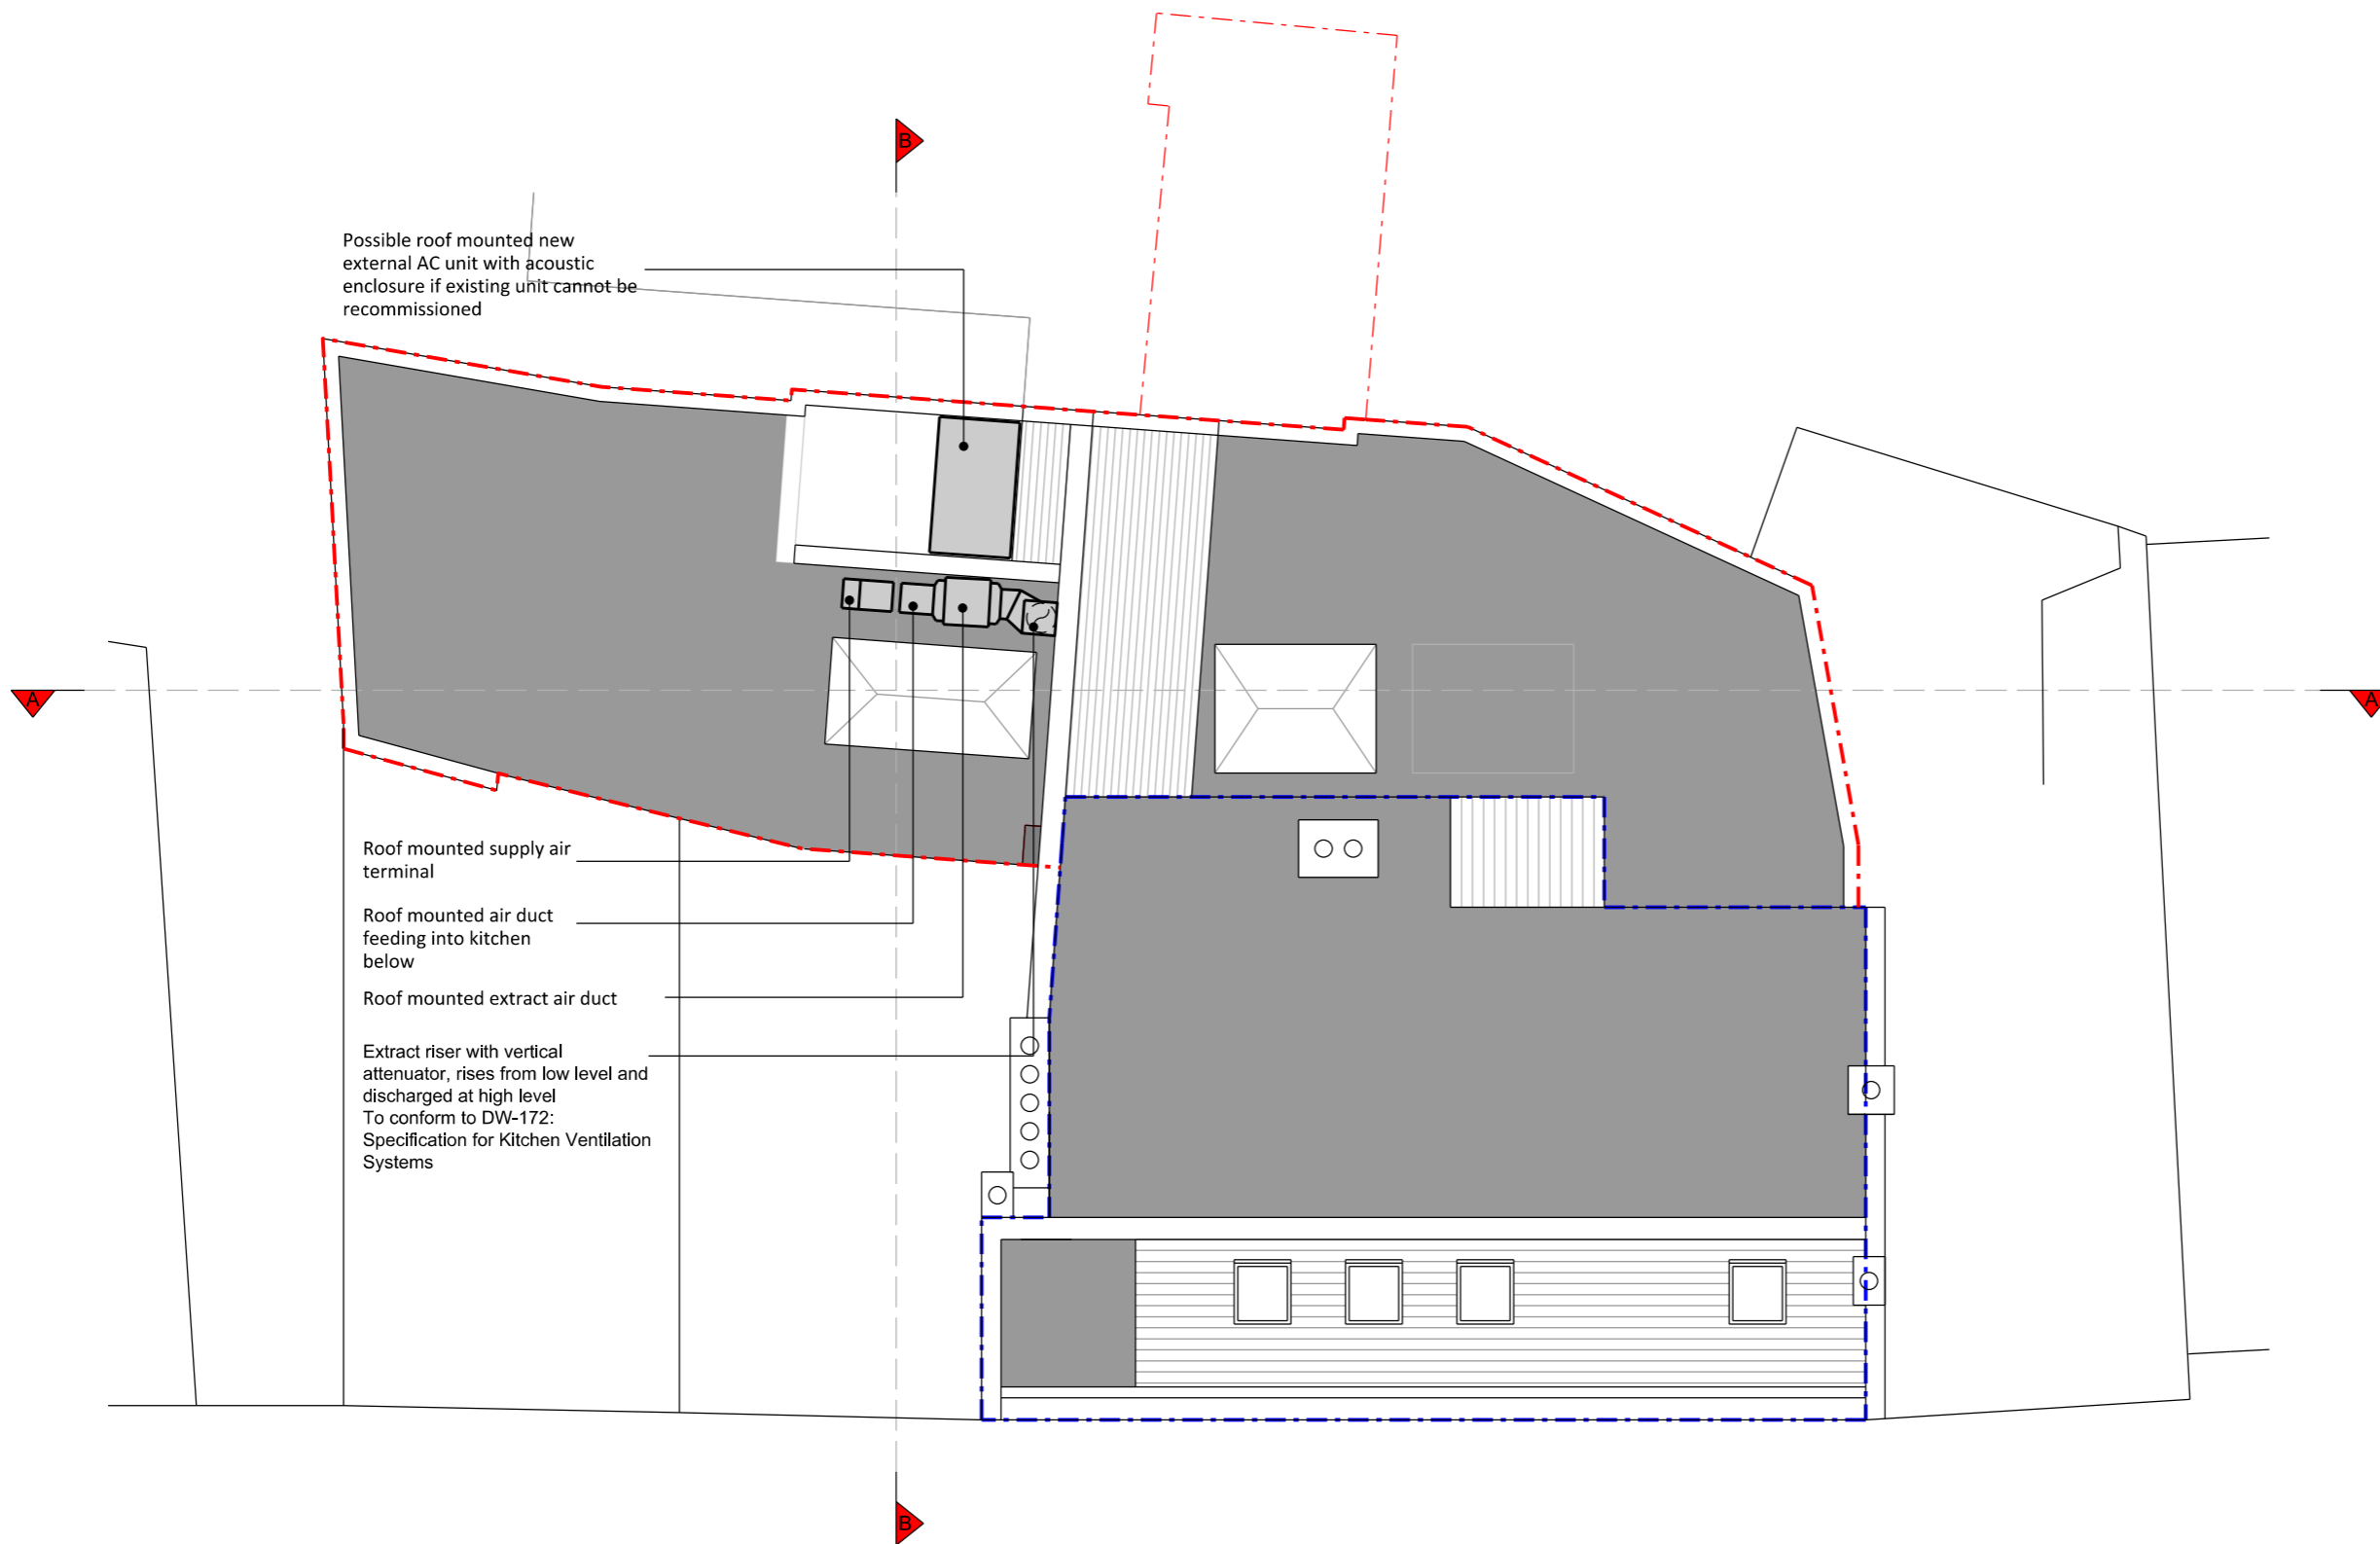 B
Possible roof mounted new
external AC unit with acoustic
enclosure if existing unit cannot be
recommissioned
A
A
Roof mounted supply air
terminal
Roof mounted air duct
feeding into kitchen
below
Roof mounted extract air duct
Extract riser with vertical
attenuator, rises from low level and
discharged at high level
To conform to DW-172:
Specification for Kitchen Ventilation
Systems
B